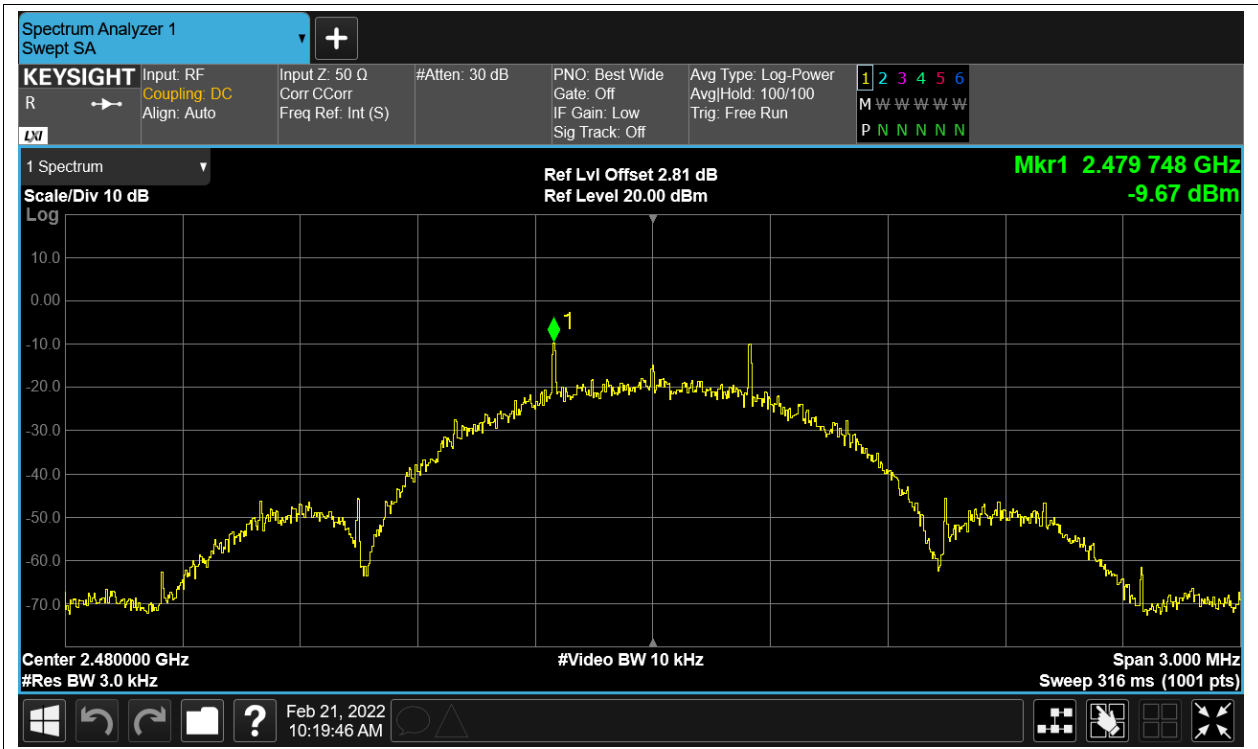 Spectrum Analyzer 1
Swept SA
KEYSIGHT
R
LXI
Input: RF
Coupling: DC
Align: Auto
Input Z: 50 Ω
Corr CCorr
Freq Ref: Int (S)
#Atten: 30 dB
PNO: Best Wide
Gate: Off
IF Gain: Low
Sig Track: Off
Avg Type: Log-Power
Avg|Hold: 100/100
Trig: Free Run
1 2 3 4 5 6
M W W W W W W
P N N N N N N
1 Spectrum
Scale/Div 10 dB
Log
Ref Lvl Offset 2.81 dB
Ref Level 20.00 dBm
Mkr1 2.479 748 GHz
-9.67 dBm
10.0
0.00
-10.0
-20.0
-30.0
-40.0
-50.0
-60.0
-70.0
1
Center 2.480000 GHz
#Res BW 3.0 kHz
#Video BW 10 kHz
Span 3.000 MHz
Sweep 316 ms (1001 pts)
?
Feb 21, 2022
10:19:46 AM